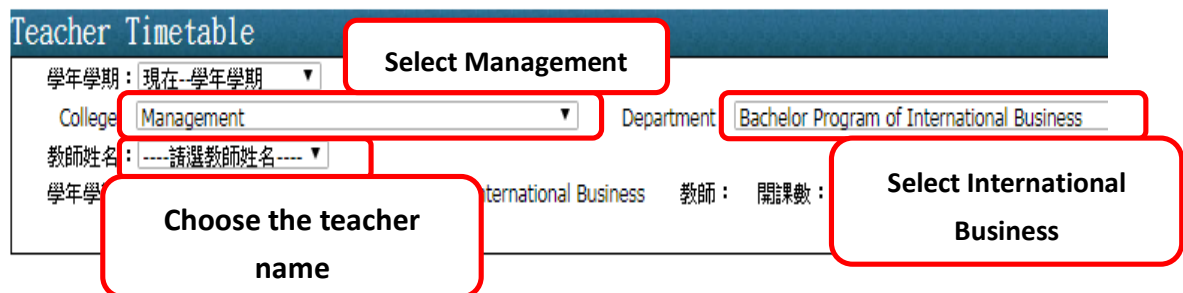 Teacher Timetable
Select Management
學年學期：現在--學年學期
College Management Department Bachelor Program of International Business
教師姓名：----請選教師姓名----
學年學 International Business 教師： 開課數：
Choose the teacher name
Select International Business